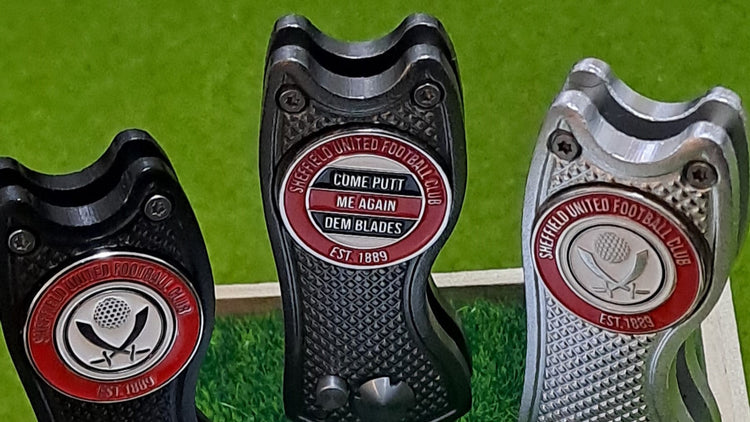 SHEFFIELD UNITED FOOTBALL CLUB
EST. 1889
SHEFFIELD UNITED FOOTBALL CLUB
COME PUTT
ME AGAIN
DEM BLADES
EST. 1889
SHEFFIELD UNITED FOOTBALL CLUB
EST. 1889